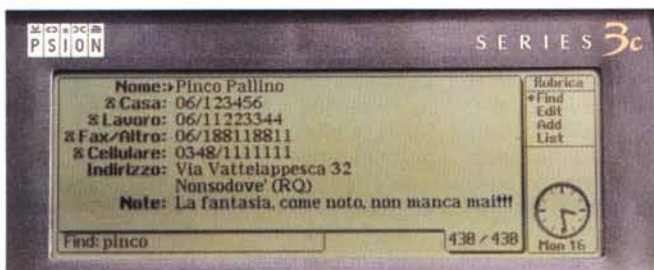 PSION
SERIES 3c
Nome: Pinco Pallino
Casa: 06/123456
Lavoro: 06/11223344
Fax/Altro: 06/188118811
Cellulare: 0348/1111111
Indirizzo: Via Vattelappesca 32
Nonsodove' (RQ)
Note: La fantasia, come noto, non manca mai!!!
Find: pinco
438 / 438
Rubrica
Find
Edit
Add
List
Mon 16